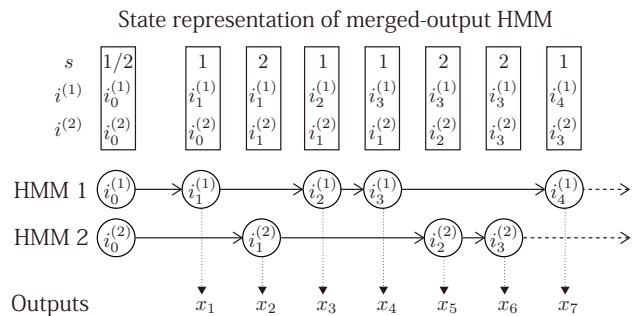 State representation of merged-output HMM
s 1/2 1 2 1 1 2 2 1
i^(1) i_0^(1) i_1^(1) i_1^(1) i_2^(1) i_3^(1) i_3^(1) i_3^(1) i_4^(1)
i^(2) i_0^(2) i_0^(2) i_1^(2) i_1^(2) i_1^(2) i_2^(2) i_3^(2) i_3^(2)
HMM 1 i_0^(1) i_1^(1) i_2^(1) i_3^(1) i_4^(1)
HMM 2 i_0^(2) i_1^(2) i_2^(2) i_3^(2)
Outputs x_1 x_2 x_3 x_4 x_5 x_6 x_7